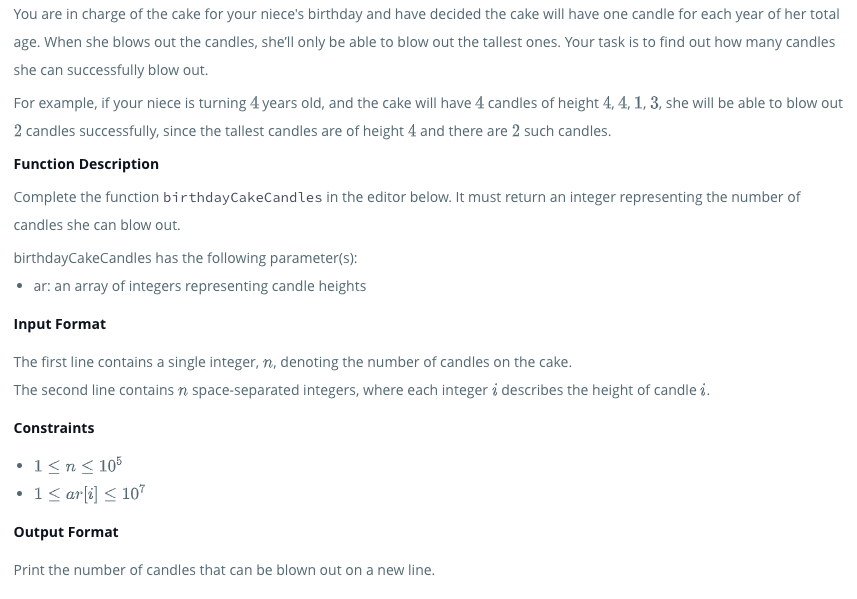 You are in charge of the cake for your niece's birthday and have decided the cake will have one candle for each year of her total
age. When she blows out the candles, she'll only be able to blow out the tallest ones. Your task is to find out how many candles
she can successfully blow out.
For example, if your niece is turning 4 years old, and the cake will have 4 candles of height 4, 4, 1, 3, she will be able to blow out
2 candles successfully, since the tallest candles are of height 4 and there are 2 such candles.
Function Description
Complete the function birthdayCakeCandles in the editor below. It must return an integer representing the number of
candles she can blow out.
birthdayCakeCandles has the following parameter(s):
• ar: an array of integers representing candle heights
Input Format
The first line contains a single integer, n, denoting the number of candles on the cake.
The second line contains n space-separated integers, where each integer i describes the height of candle i.
Constraints
• 1 ≤ n ≤ 10⁵
• 1 ≤ ar[i] ≤ 10⁷
Output Format
Print the number of candles that can be blown out on a new line.